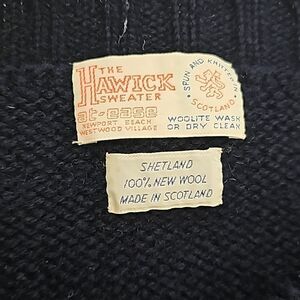 THE
HAWICK
SWEATER
at-ease
NEWPORT BEACH
WESTWOOD VILLAGE
• SPUN AND KNITTED IN •
SCOTLAND
WOOLITE WASH
OR DRY CLEAN
SHETLAND
100% NEW WOOL
MADE IN SCOTLAND